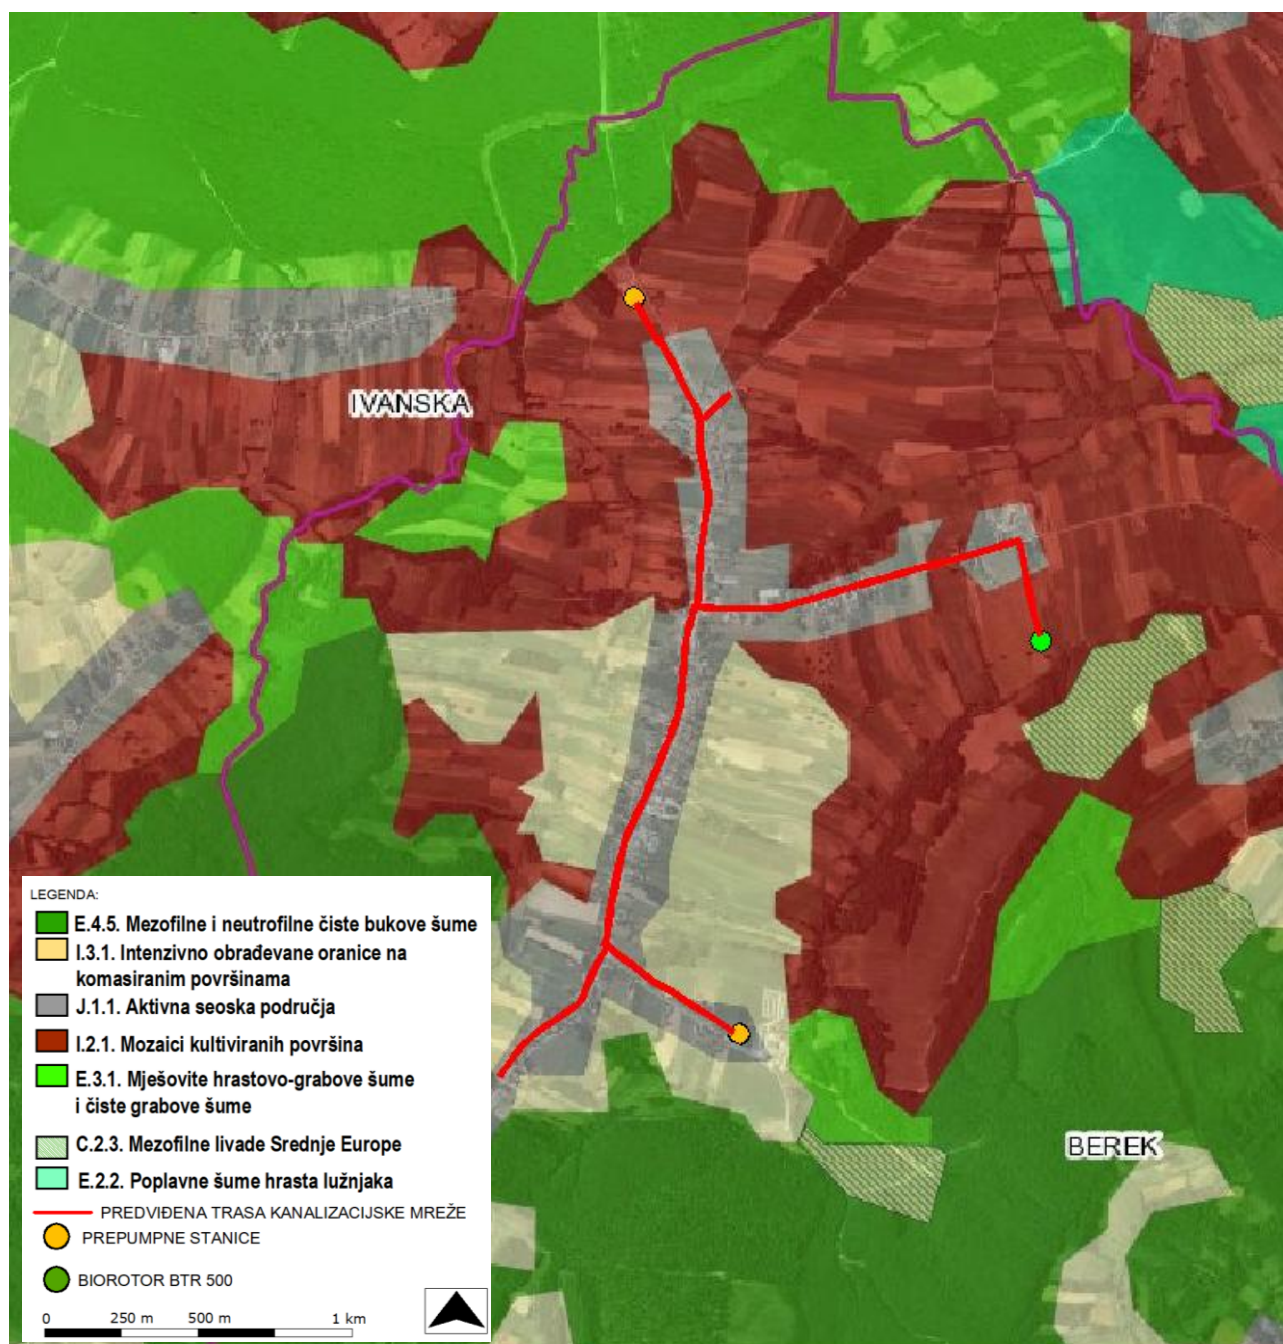 IVANSKA
LEGENDA:
E.4.5. Mezofilne i neutrofilne čiste bukove šume
I.3.1. Intenzivno obrađevane oranice na
komasiranim površinama
J.1.1. Aktivna seoska područja
I.2.1. Mozaici kultiviranih površina
E.3.1. Mješovite hrastovo-grabove šume
i čiste grabove šume
C.2.3. Mezofilne livade Srednje Europe
E.2.2. Poplavne šume hrasta lužnjaka
PREDVIĐENA TRASA KANALIZACIJSKE MREŽE
PREPUMPNE STANICE
BIOROTOR BTR 500
0 250 m 500 m 1 km
BEREK